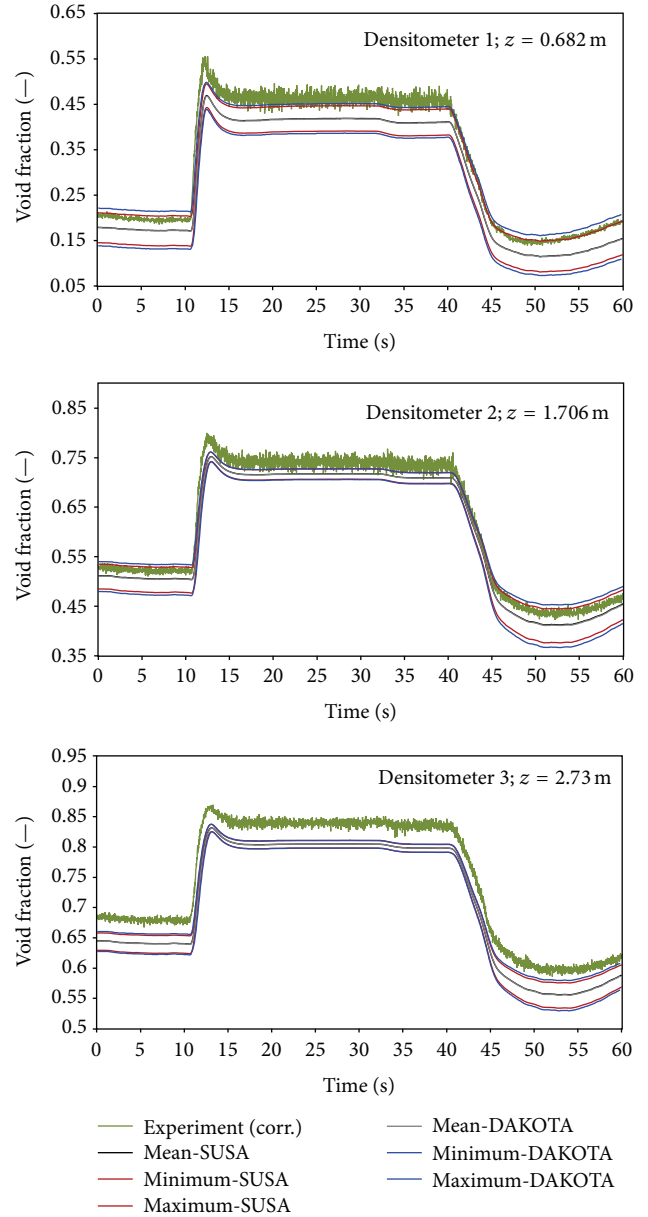 0.65
Densitometer 1; z = 0.682 m
0.55
0.45
0.35
0.25
0.15
0.05
Void fraction (—)
0 5 10 15 20 25 30 35 40 45 50 55 60
Time (s)
Densitometer 2; z = 1.706 m
0.85
0.75
0.65
0.55
0.45
0.35
Void fraction (—)
0 5 10 15 20 25 30 35 40 45 50 55 60
Time (s)
0.95
Densitometer 3; z = 2.73 m
0.9
0.85
0.8
0.75
0.7
0.65
0.6
0.55
0.5
Void fraction (—)
0 5 10 15 20 25 30 35 40 45 50 55 60
Time (s)
Experiment (corr.)
Mean-SUSA
Minimum-SUSA
Maximum-SUSA
Mean-DAKOTA
Minimum-DAKOTA
Maximum-DAKOTA